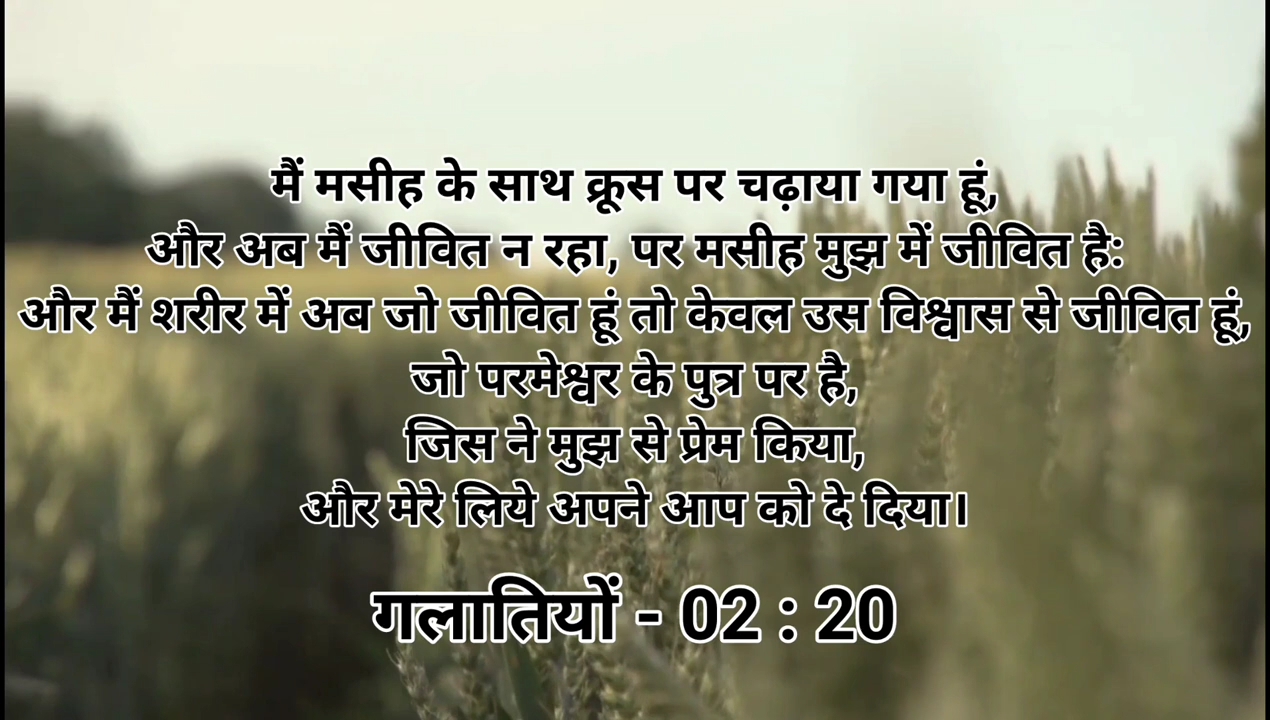 मैं मसीह के साथ क्रूस पर चढ़ाया गया हूं,
और अब मैं जीवित न रहा, पर मसीह मुझ में जीवित है:
और मैं शरीर में अब जो जीवित हूं तो केवल उस विश्वास से जीवित हूं,
जो परमेश्वर के पुत्र पर है,
जिस ने मुझ से प्रेम किया,
और मेरे लिये अपने आप को दे दिया।
गलातियों - 02 : 20